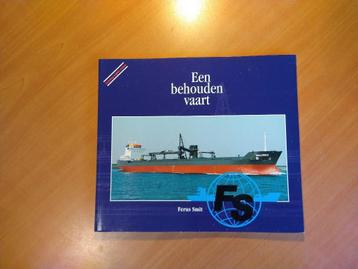 Een
behouden
vaart
FS
Ferus Smit